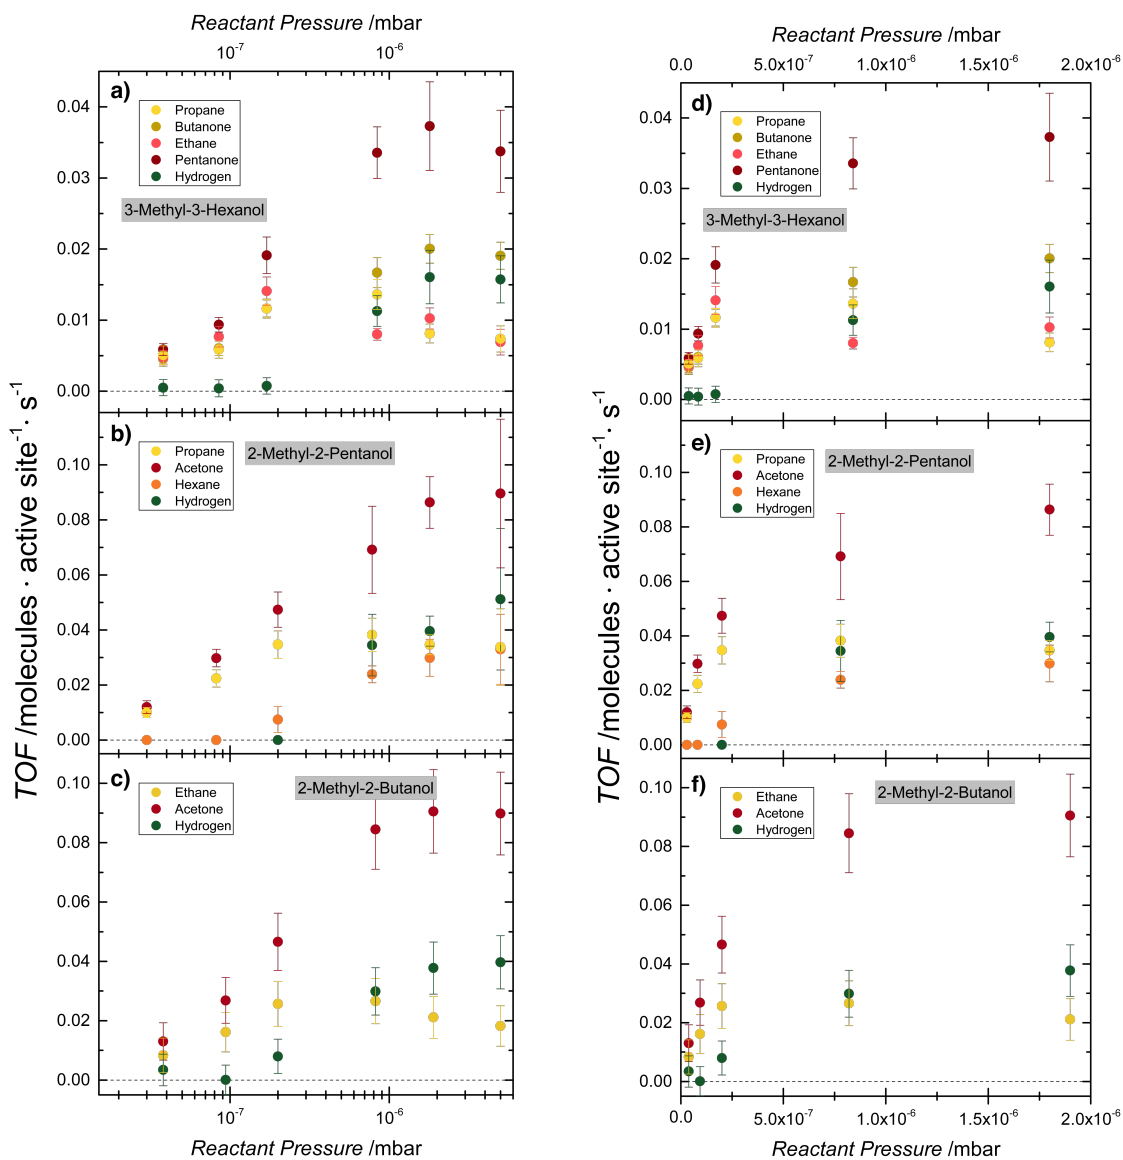 Reactant Pressure /mbar
10-7
10-6
a)
Propane
Butanone
Ethane
Pentanone
Hydrogen
3-Methyl-3-Hexanol
0.04
0.03
0.02
0.01
0.00
b)
Propane
Acetone
Hexane
Hydrogen
2-Methyl-2-Pentanol
0.10
0.08
0.06
0.04
0.02
0.00
c)
Ethane
Acetone
Hydrogen
2-Methyl-2-Butanol
0.10
0.08
0.06
0.04
0.02
0.00
10-7
10-6
Reactant Pressure /mbar
TOF /molecules · active site-1· s-1
Reactant Pressure /mbar
0.0
5.0x10-7
1.0x10-6
1.5x10-6
2.0x10-6
d)
Propane
Butanone
Ethane
Pentanone
Hydrogen
3-Methyl-3-Hexanol
0.04
0.03
0.02
0.01
0.00
e)
Propane
Acetone
Hexane
Hydrogen
2-Methyl-2-Pentanol
0.10
0.08
0.06
0.04
0.02
0.00
f)
Ethane
Acetone
Hydrogen
2-Methyl-2-Butanol
0.10
0.08
0.06
0.04
0.02
0.00
0.0
5.0x10-7
1.0x10-6
1.5x10-6
2.0x10-6
Reactant Pressure /mbar
TOF /molecules · active site-1· s-1